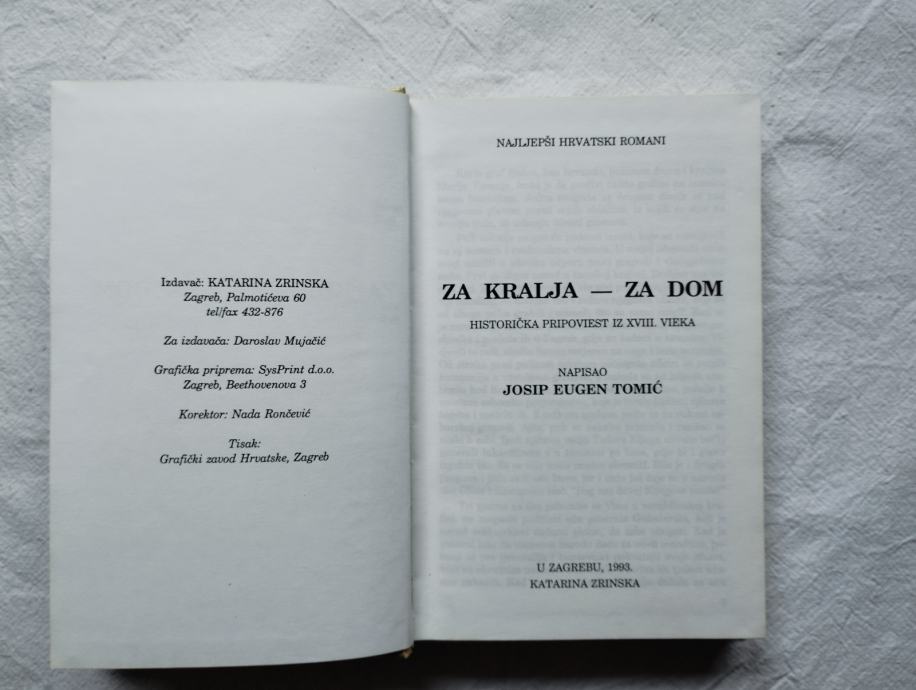 Izdavač: KATARINA ZRINSKA
Zagreb, Palmotićeva 60
tel/fax 432-876
Za izdavača: Daroslav Mujačić
Grafička priprema: SysPrint d.o.o.
Zagreb, Beethovenova 3
Korektor: Nada Rončević
Tisak:
Grafički zavod Hrvatske, Zagreb
NAJLJEPŠI HRVATSKI ROMANI
ZA KRALJA — ZA DOM
HISTORIČKA PRIPOVIEST IZ XVIII. VIEKA
NAPISAO
JOSIP EUGEN TOMIĆ
U ZAGREBU, 1993.
KATARINA ZRINSKA